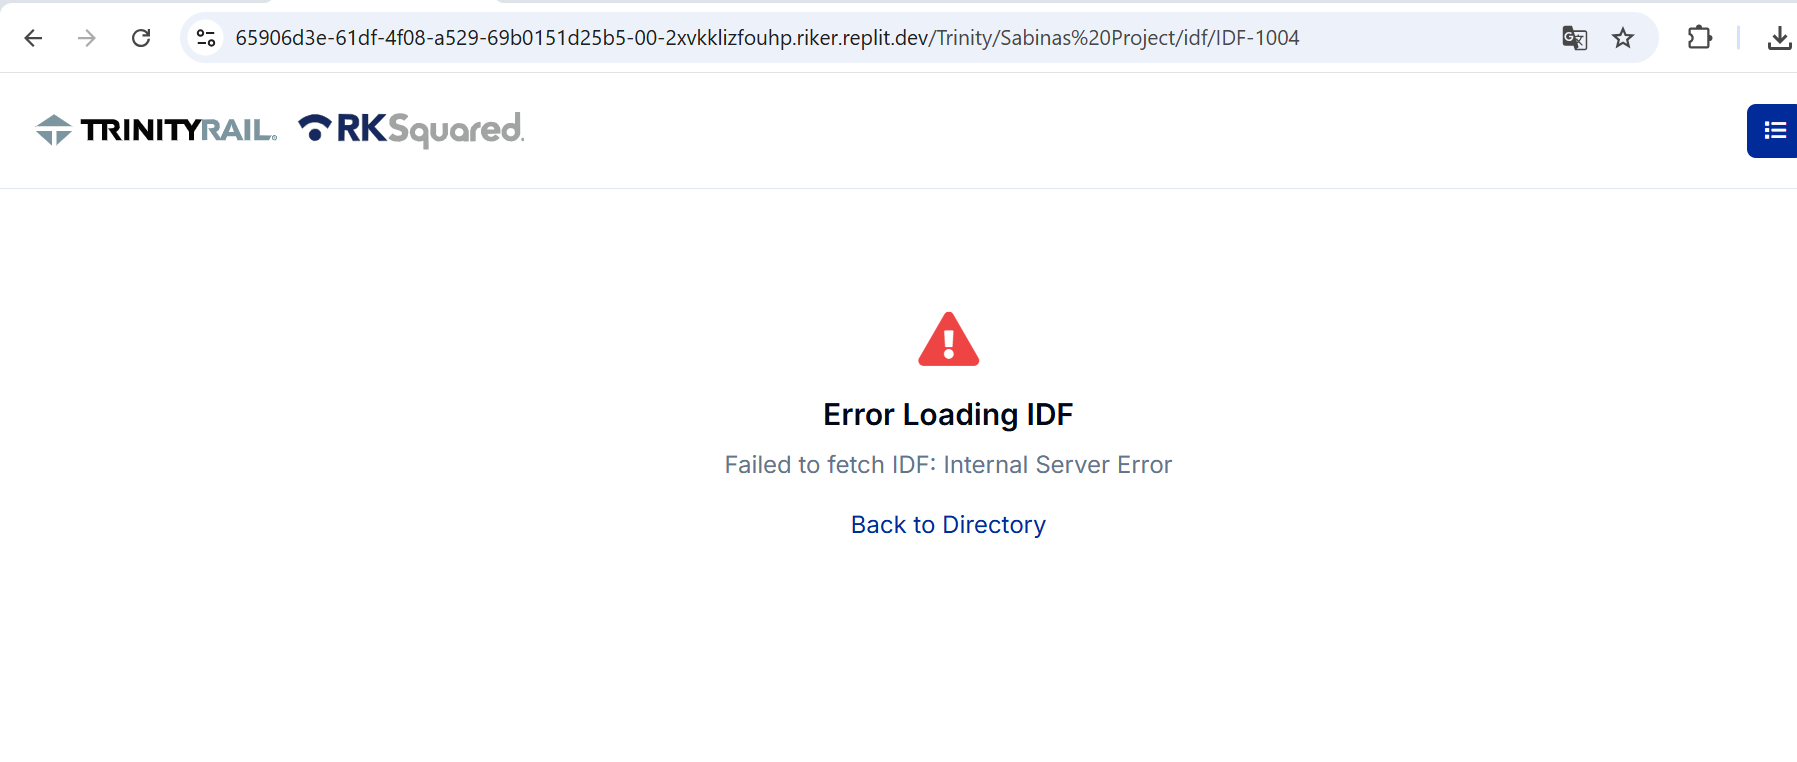 65906d3e-61df-4f08-a529-69b0151d25b5-00-2xvkklizfouhp.riker.replit.dev/Trinity/Sabinas%20Project/idf/IDF-1004
TRINITYRAIL® RKSquared.
Error Loading IDF
Failed to fetch IDF: Internal Server Error
Back to Directory